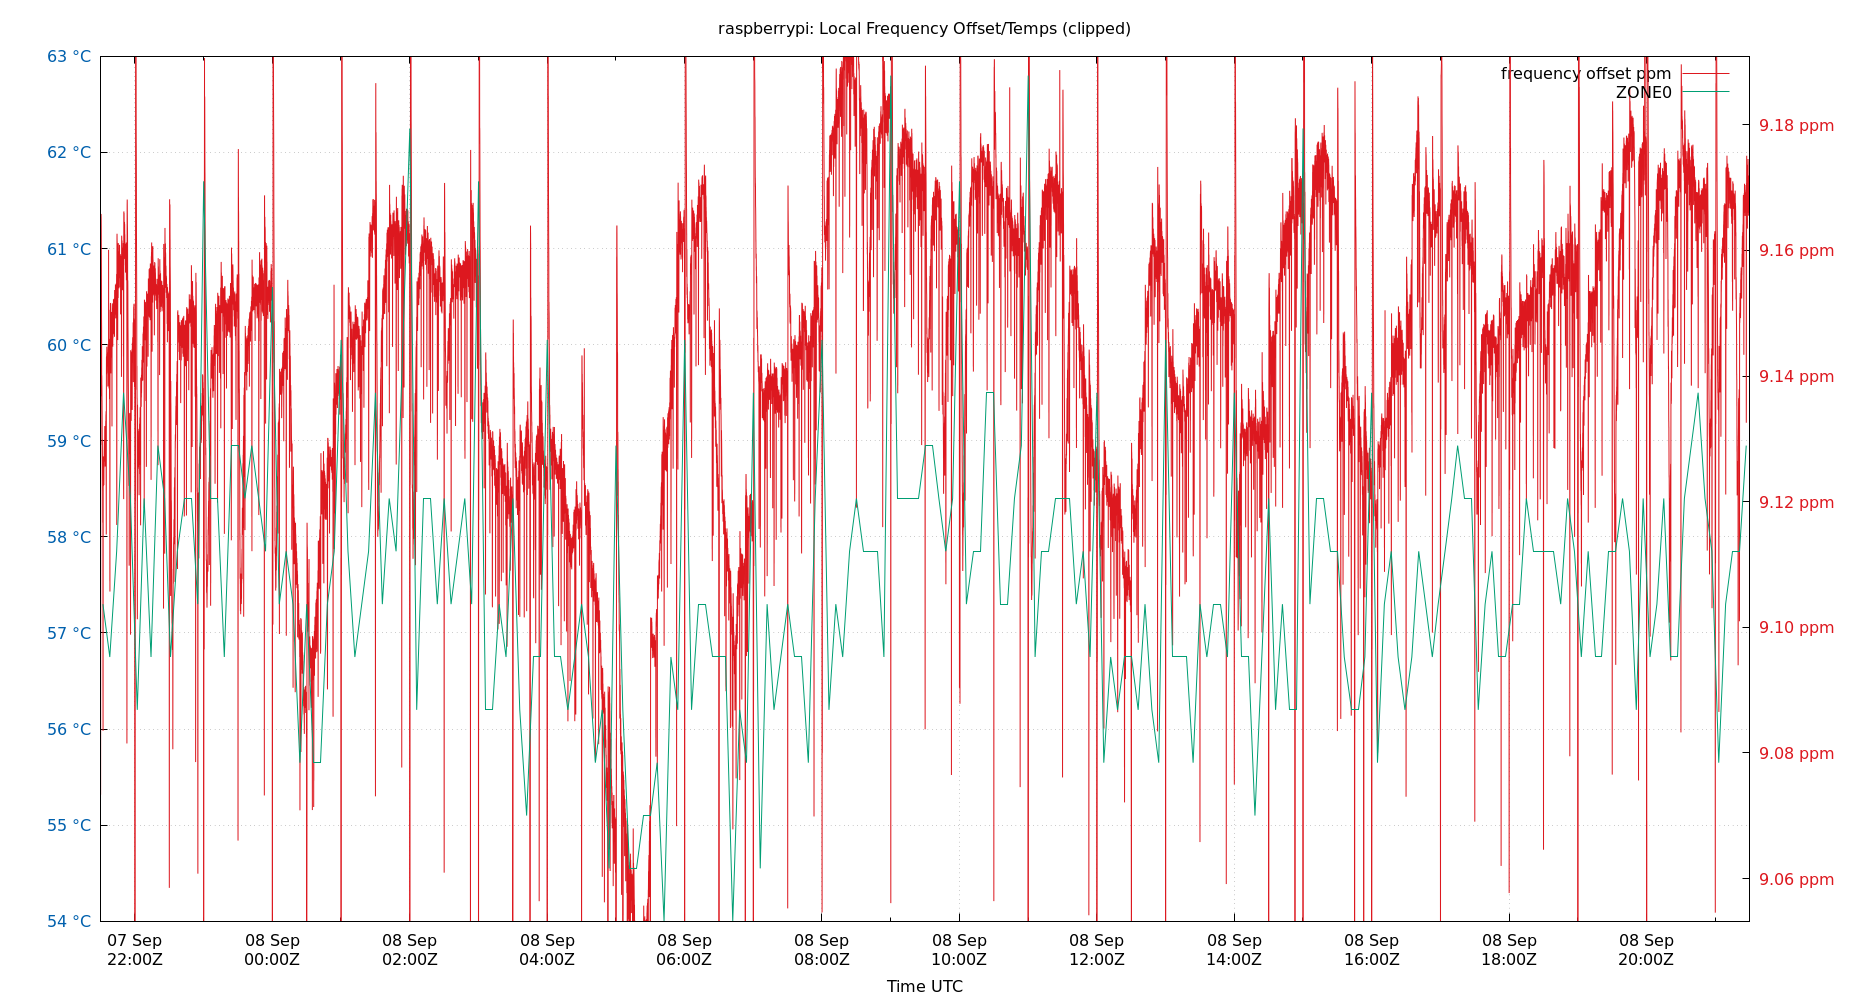 raspberrypi: Local Frequency Offset/Temps (clipped)
63 °C
62 °C
61 °C
60 °C
59 °C
58 °C
57 °C
56 °C
55 °C
54 °C
frequency offset ppm
ZONE0
9.18 ppm
9.16 ppm
9.14 ppm
9.12 ppm
9.10 ppm
9.08 ppm
9.06 ppm
07 Sep 08 Sep 08 Sep 08 Sep 08 Sep 08 Sep 08 Sep 08 Sep 08 Sep 08 Sep 08 Sep 08 Sep
22:00Z 00:00Z 02:00Z 04:00Z 06:00Z 08:00Z 10:00Z 12:00Z 14:00Z 16:00Z 18:00Z 20:00Z
Time UTC